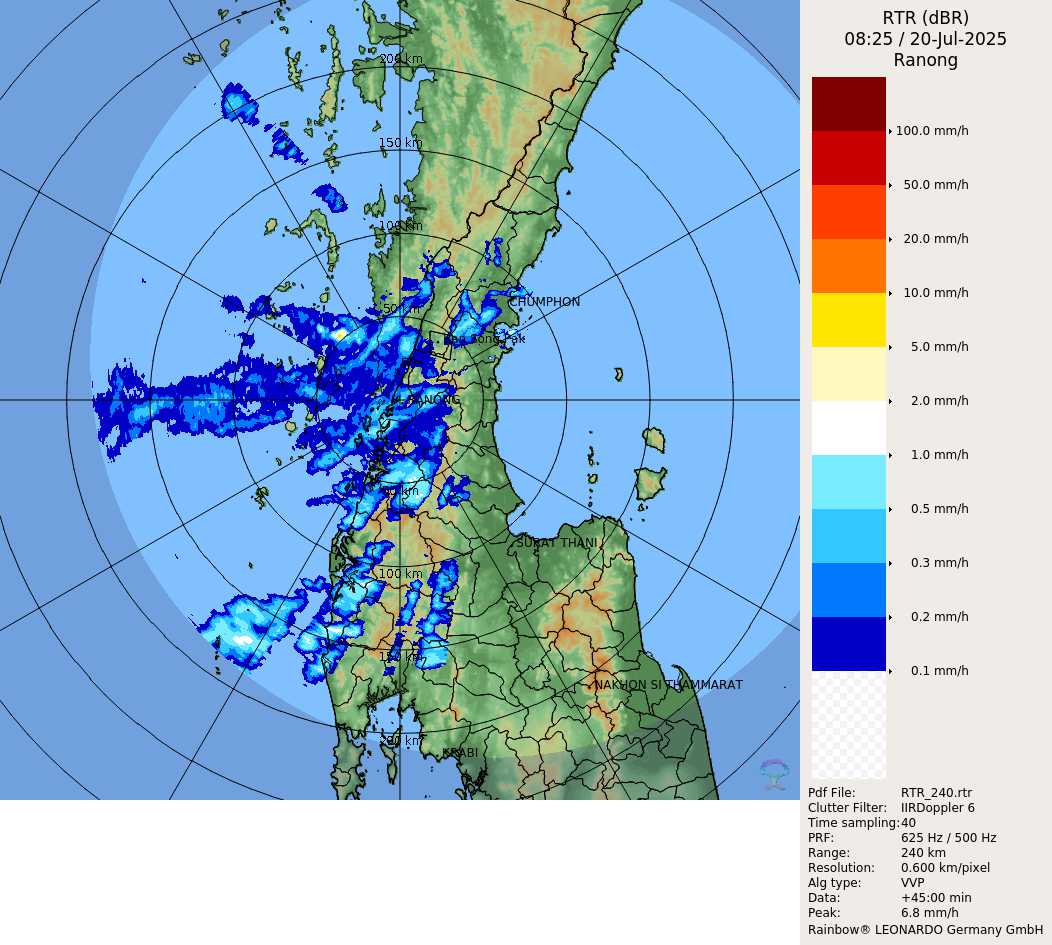 RTR (dBR)
08:25 / 20-Jul-2025
Ranong
100.0 mm/h
50.0 mm/h
20.0 mm/h
10.0 mm/h
5.0 mm/h
2.0 mm/h
1.0 mm/h
0.5 mm/h
0.3 mm/h
0.2 mm/h
0.1 mm/h
Pdf File: RTR_240.rtr
Clutter Filter: IIRDoppler 6
Time sampling:40
PRF: 625 Hz / 500 Hz
Range: 240 km
Resolution: 0.600 km/pixel
Alg type: VVP
Data: +45:00 min
Peak: 6.8 mm/h
Rainbow® LEONARDO Germany GmbH
200 km
150 km
100 km
50 km
CHUMPHON
RANONG
50 km
SURAT THANI
100 km
150 km
NAKHON SI THAMMARAT
200 km
KRABI